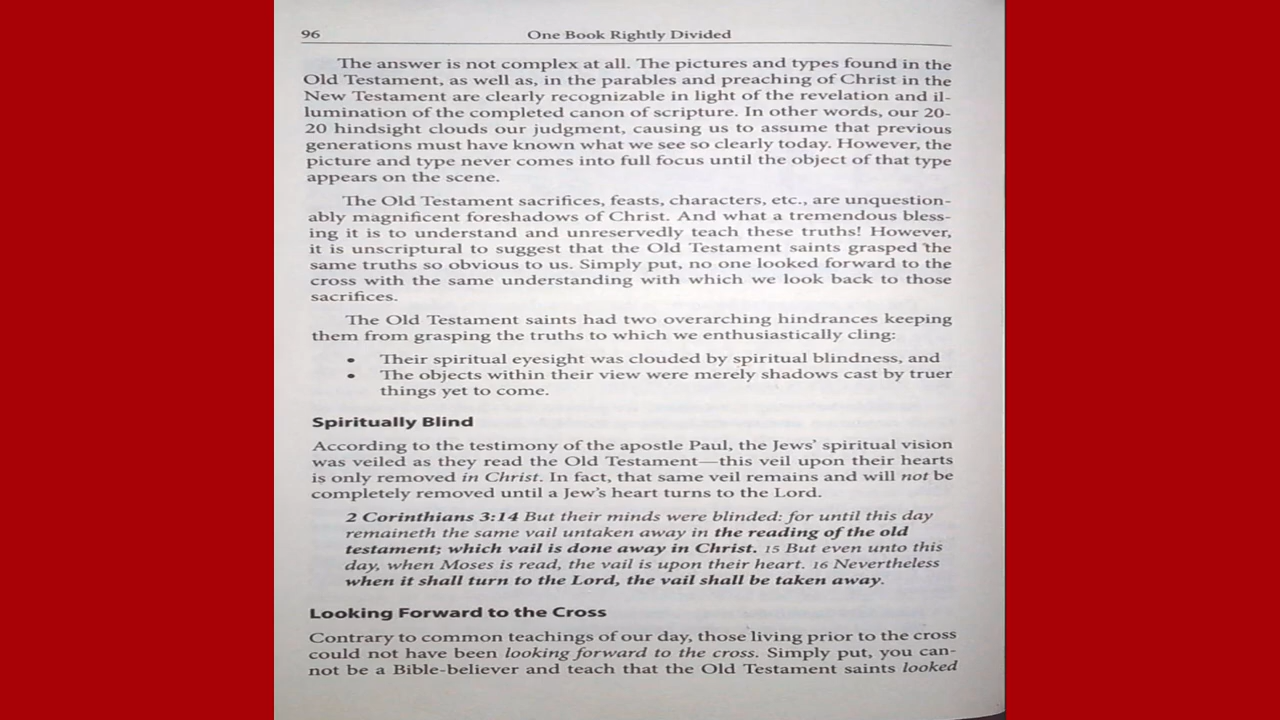 96
One Book Rightly Divided
The answer is not complex at all. The pictures and types found in the
Old Testament, as well as, in the parables and preaching of Christ in the
New Testament are clearly recognizable in light of the revelation and il-
lumination of the completed canon of scripture. In other words, our 20-
20 hindsight clouds our judgment, causing us to assume that previous
generations must have known what we see so clearly today. However, the
picture and type never comes into full focus until the object of that type
appears on the scene.
The Old Testament sacrifices, feasts, characters, etc., are unquestion-
ably magnificent foreshadows of Christ. And what a tremendous bless-
ing it is to understand and unreservedly teach these truths! However,
it is unscriptural to suggest that the Old Testament saints grasped the
same truths so obvious to us. Simply put, no one looked forward to the
cross with the same understanding with which we look back to those
sacrifices.
The Old Testament saints had two overarching hindrances keeping
them from grasping the truths to which we enthusiastically cling:
• Their spiritual eyesight was clouded by spiritual blindness, and
• The objects within their view were merely shadows cast by truer
things yet to come.
Spiritually Blind
According to the testimony of the apostle Paul, the Jews' spiritual vision
was veiled as they read the Old Testament—this veil upon their hearts
is only removed in Christ. In fact, that same veil remains and will not be
completely removed until a Jew's heart turns to the Lord.
2 Corinthians 3:14 But their minds were blinded: for until this day
remaineth the same vail untaken away in the reading of the old
testament; which vail is done away in Christ. 15 But even unto this
day, when Moses is read, the vail is upon their heart. 16 Nevertheless
when it shall turn to the Lord, the vail shall be taken away.
Looking Forward to the Cross
Contrary to common teachings of our day, those living prior to the cross
could not have been looking forward to the cross. Simply put, you can-
not be a Bible-believer and teach that the Old Testament saints looked